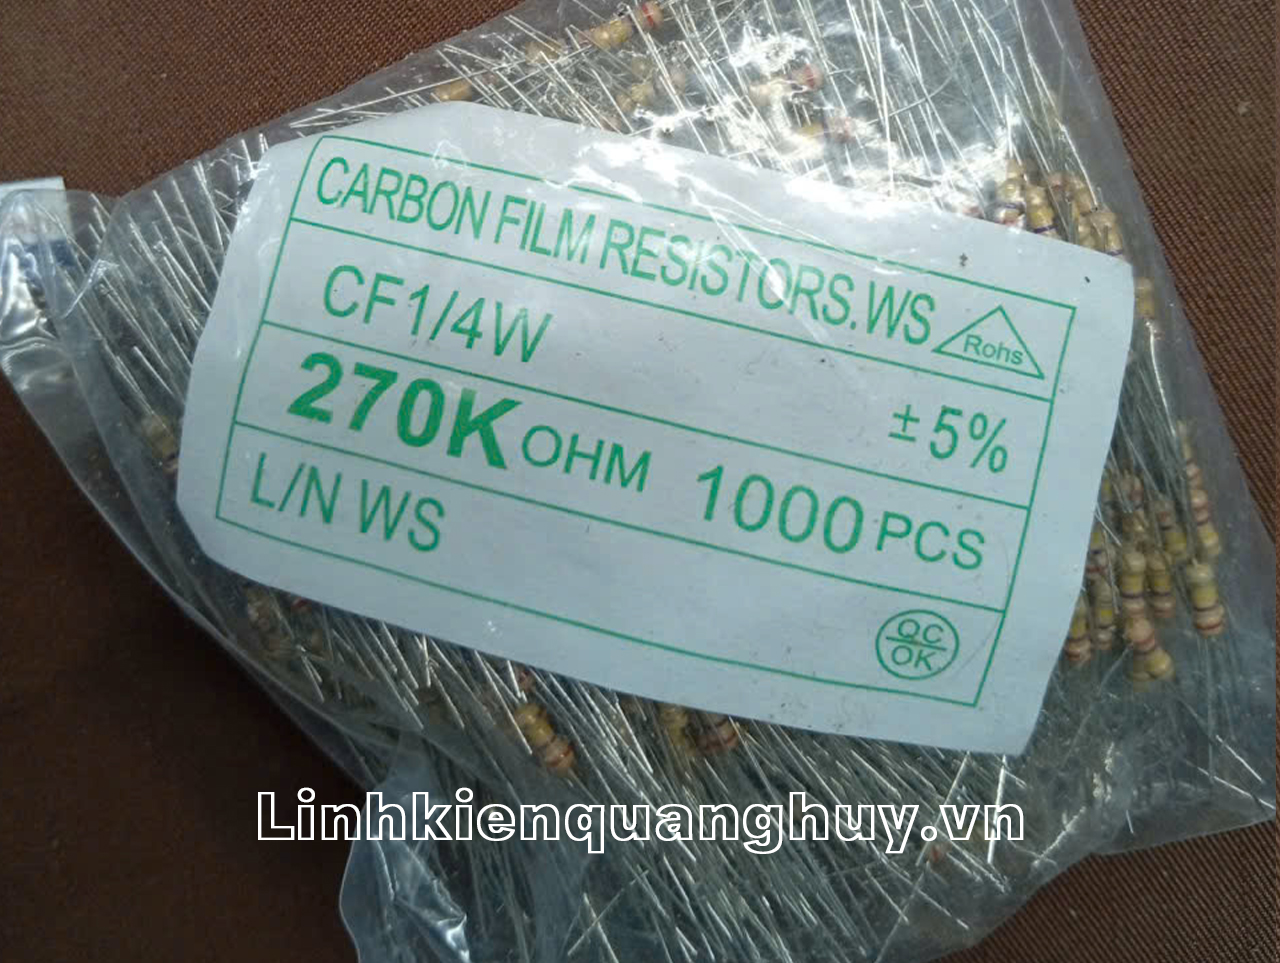 CARBON FILM RESISTORS.WS
Rohs
CF1/4W
±5%
270K OHM 1000 PCS
L/N WS
QC
OK
Linhkienquanghuy.vn